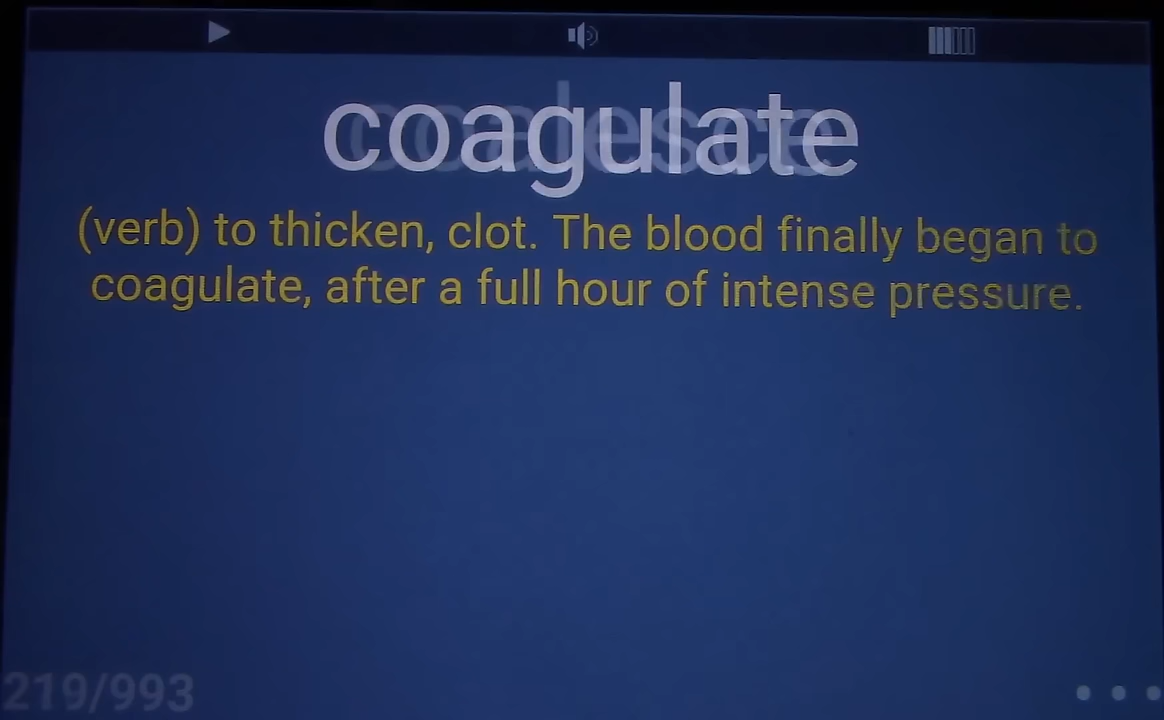 coagulate
coalesce
(verb) to thicken, clot. The blood finally began to
coagulate, after a full hour of intense pressure.
219/993